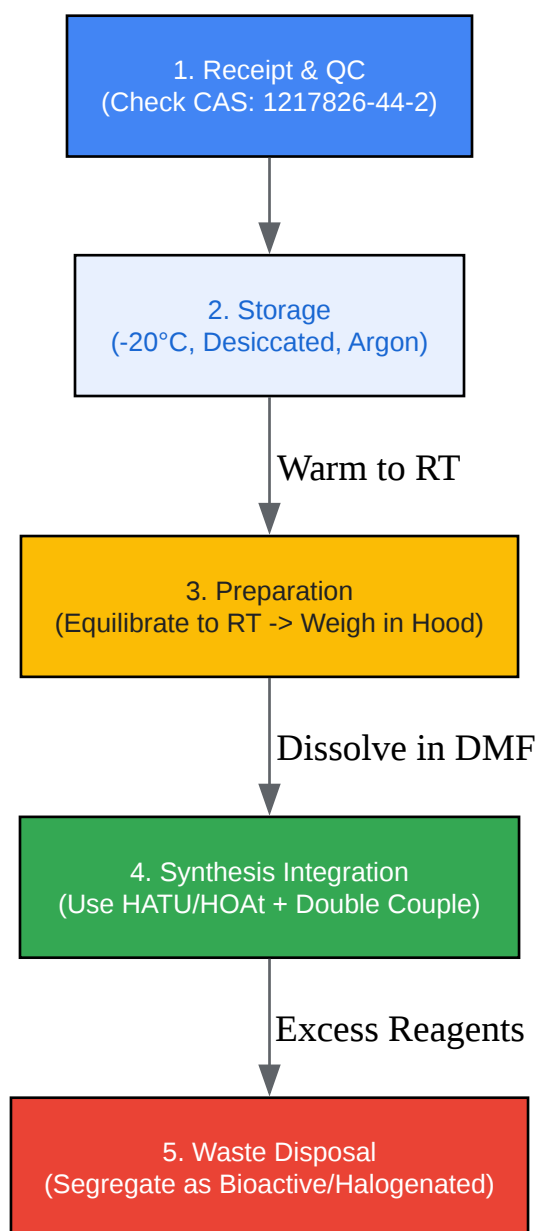 1. Receipt & QC
(Check CAS: 1217826-44-2)
2. Storage
(-20°C, Desiccated, Argon)
Warm to RT
3. Preparation
(Equilibrate to RT -> Weigh in Hood)
Dissolve in DMF
4. Synthesis Integration
(Use HATU/HOAt + Double Couple)
Excess Reagents
5. Waste Disposal
(Segregate as Bioactive/Halogenated)